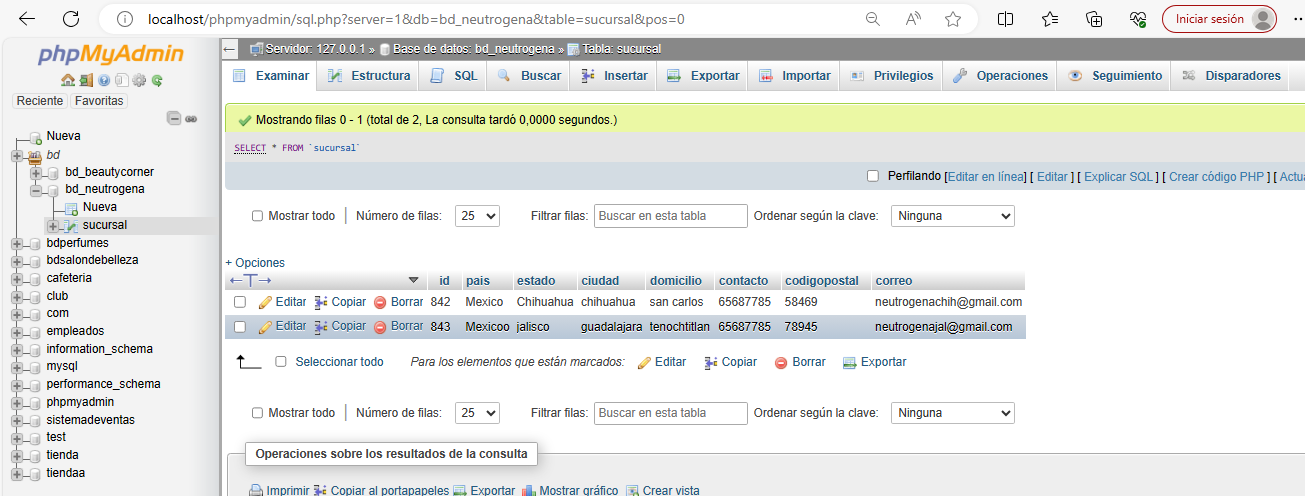 localhost/phpmyadmin/sql.php?server=1&db=bd_neutrogena&table=sucursal&pos=0
Iniciar sesión
phpMyAdmin
Reciente Favoritas
Nueva
bd
bd_beautycorner
bd_neutrogena
Nueva
sucursal
bdperfumes
bdsalondebelleza
cafeteria
club
com
empleados
information_schema
mysql
performance_schema
phpmyadmin
sistemadeventas
test
tienda
tiendaa
Servidor: 127.0.0.1 » Base de datos: bd_neutrogena » Tabla: sucursal
Examinar Estructura SQL Buscar Insertar Exportar Importar Privilegios Operaciones Seguimiento Disparadores
Mostrando filas 0 - 1 (total de 2, La consulta tardó 0,0000 segundos.)
SELECT * FROM `sucursal`
Perfilando [Editar en línea] [ Editar ] [ Explicar SQL ] [ Crear código PHP ] [ Actua
Mostrar todo Número de filas: 25 Filtrar filas: Buscar en esta tabla Ordenar según la clave: Ninguna
+ Opciones
←T→ id pais estado ciudad domicilio contacto codigopostal correo
Editar Copiar Borrar 842 Mexico Chihuahua chihuahua san carlos 65687785 58469 neutrogenachih@gmail.com
Editar Copiar Borrar 843 Mexicoo jalisco guadalajara tenochtitlan 65687785 78945 neutrogenajal@gmail.com
Seleccionar todo Para los elementos que están marcados: Editar Copiar Borrar Exportar
Mostrar todo Número de filas: 25 Filtrar filas: Buscar en esta tabla Ordenar según la clave: Ninguna
Operaciones sobre los resultados de la consulta
Imprimir Copiar al portapapeles Exportar Mostrar gráfico Crear vista